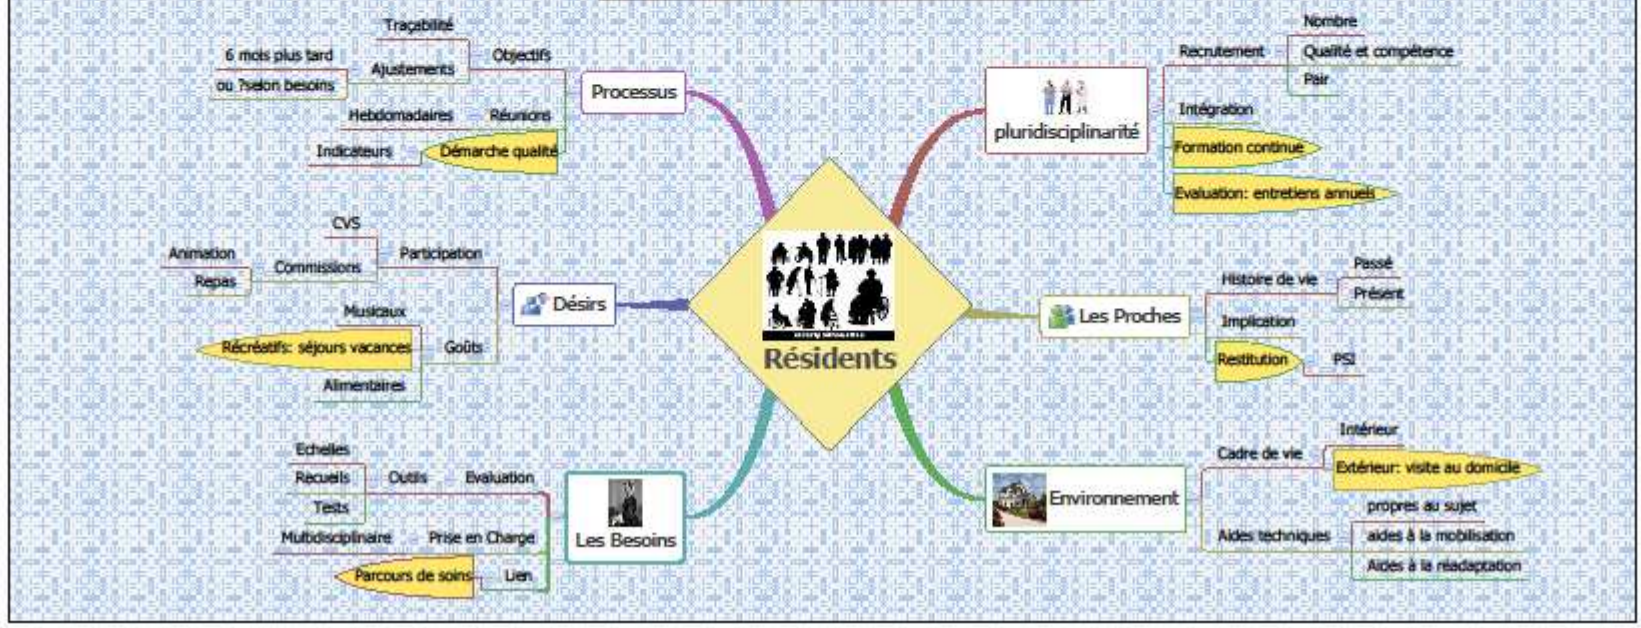 Traçabilité
6 mois plus tard
Ajustements
Objectifs
ou ?selon besoins
Processus
Hebdomadaires
Réunions
Indicateurs
Démarche qualité
Nombre
Recrutement
Qualité et compétence
Pair
pluridisciplinarité
Intégration
Formation continue
Evaluation: entretiens annuels
CVS
Animation
Commissions
Participation
Repas
Désirs
Musicaux
Récréatifs: séjours vacances
Goûts
Alimentaires
Résidents
Passé
Histoire de vie
Présent
Les Proches
Implication
Restitution
PSI
Echelles
Recueils
Outils
Evaluation
Tests
Multidisciplinaire
Prise en Charge
Les Besoins
Parcours de soins
Lien
Intérieur
Cadre de vie
Extérieur: visite au domicile
Environnement
propres au sujet
Aides techniques
aides à la mobilisation
Aides à la réadaptation